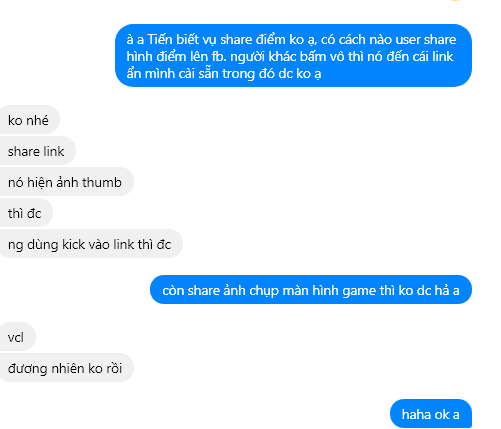 à a Tiến biết vụ share điểm ko ạ, có cách nào user share
hình điểm lên fb. người khác bấm vô thì nó đến cái link
ẩn mình cài sẵn trong đó dc ko ạ
ko nhé
share link
nó hiện ảnh thumb
thì đc
ng dùng kick vào link thì đc
còn share ảnh chụp màn hình game thì ko dc hả a
vcl
đương nhiên ko rồi
haha ok a